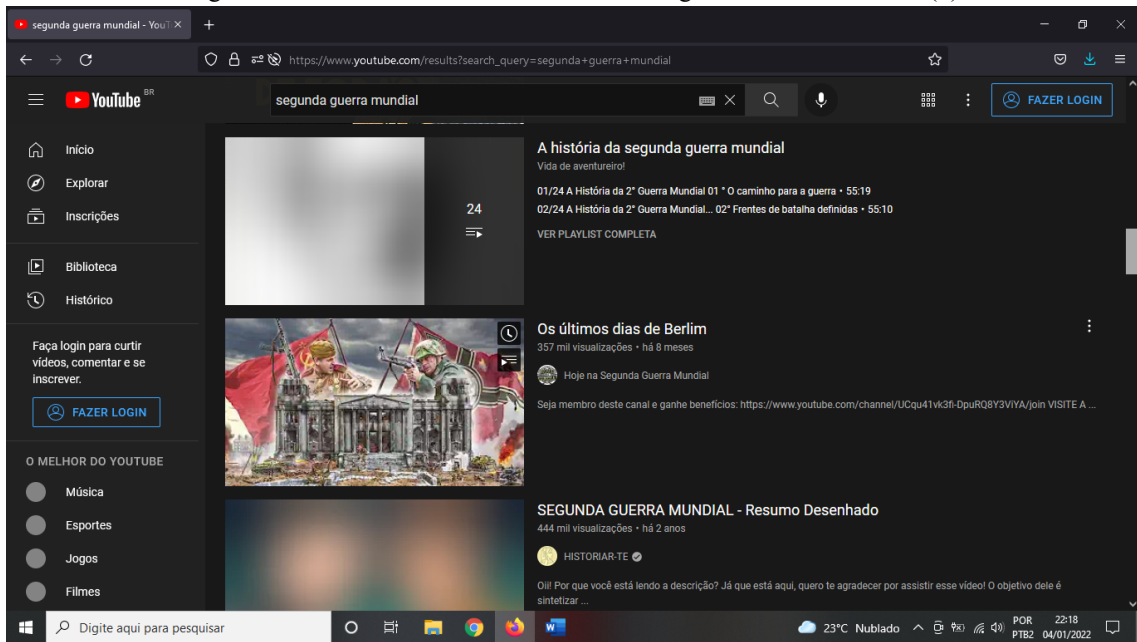 segunda guerra mundial - YouT
https://www.youtube.com/results?search_query=segunda+guerra+mundial
YouTube BR
segunda guerra mundial
FAZER LOGIN
Início
Explorar
Inscrições
Biblioteca
Histórico
Faça login para curtir
vídeos, comentar e se
inscrever.
FAZER LOGIN
O MELHOR DO YOUTUBE
Música
Esportes
Jogos
Filmes
24
A história da segunda guerra mundial
Vida de aventureiro!
01/24 A História da 2° Guerra Mundial 01 ° O caminho para a guerra • 55:19
02/24 A História da 2° Guerra Mundial... 02° Frentes de batalha definidas • 55:10
VER PLAYLIST COMPLETA
Os últimos dias de Berlim
357 mil visualizações • há 8 meses
Hoje na Segunda Guerra Mundial
Seja membro deste canal e ganhe benefícios: https://www.youtube.com/channel/UCqu41vk3fi-DpuRQ8Y3ViYA/join VISITE A ...
SEGUNDA GUERRA MUNDIAL - Resumo Desenhado
444 mil visualizações • há 2 anos
HISTORIAR-TE
Oii! Por que você está lendo a descrição? Já que está aqui, quero te agradecer por assistir esse vídeo! O objetivo dele é
sintetizar ...
Digite aqui para pesquisar
23°C Nublado
POR
PTB2
22:18
04/01/2022